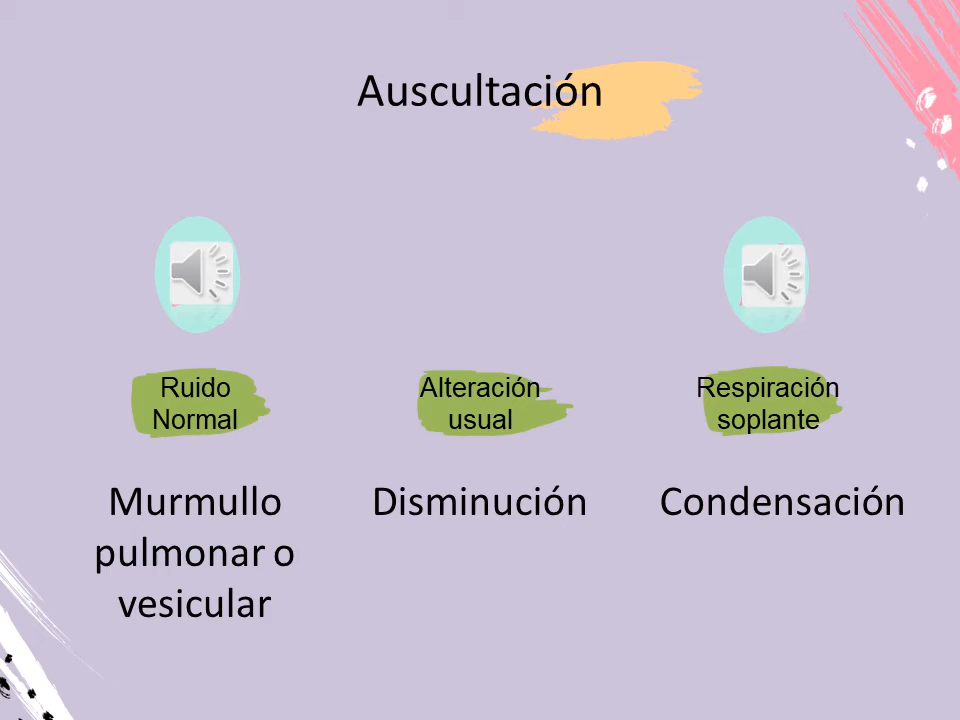 Auscultación
Ruido
Normal
Alteración
usual
Respiración
soplante
Murmullo
pulmonar o
vesicular
Disminución
Condensación